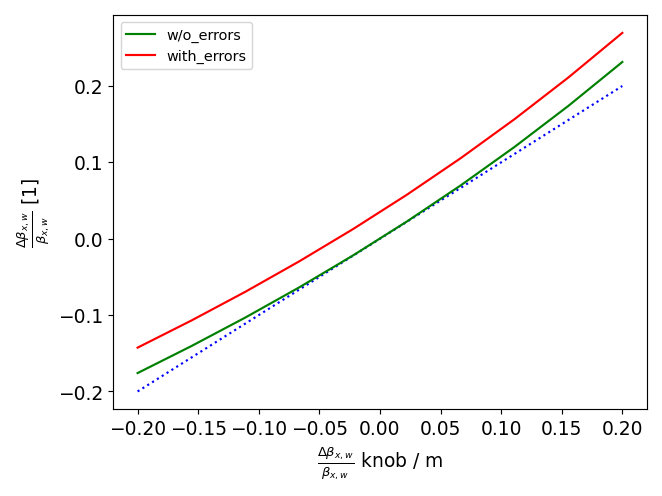 w/o_errors
with_errors
0.2
0.1
0.0
−0.1
−0.2
Δβx,w/βx,w [1]
−0.20 −0.15 −0.10 −0.05 0.00 0.05 0.10 0.15 0.20
Δβx,w/βx,w knob / m